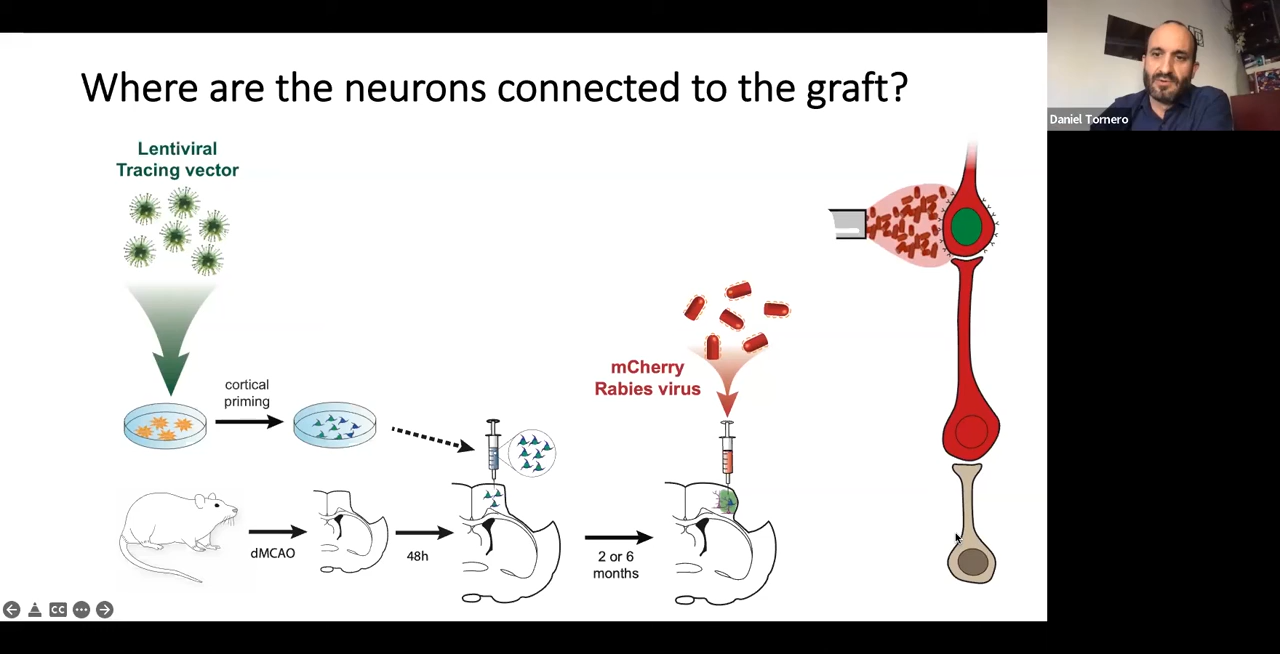 Where are the neurons connected to the graft?
Daniel Tornero
Lentiviral
Tracing vector
cortical
priming
mCherry
Rabies virus
dMCAO
48h
2 or 6
months
CC